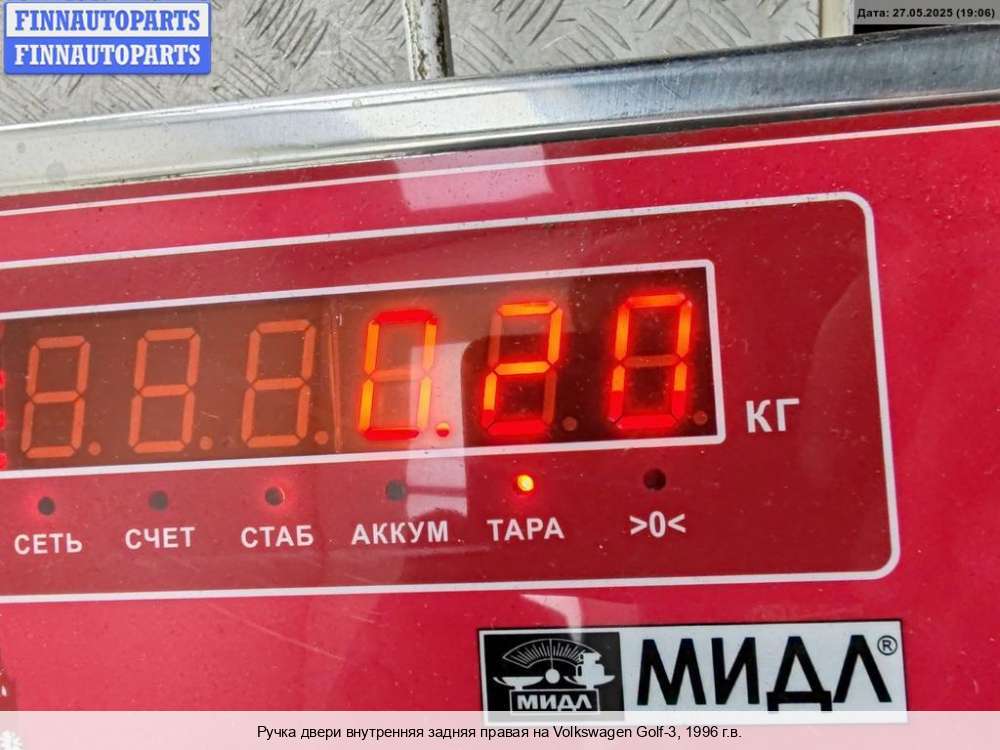 FINNAUTOPARTS
FINNAUTOPARTS
Дата: 27.05.2025 (19:06)
0.20
КГ
СЕТЬ СЧЕТ СТАБ АККУМ ТАРА >0<
МИДЛ
МИДЛ®
Ручка двери внутренняя задняя правая на Volkswagen Golf-3, 1996 г.в.